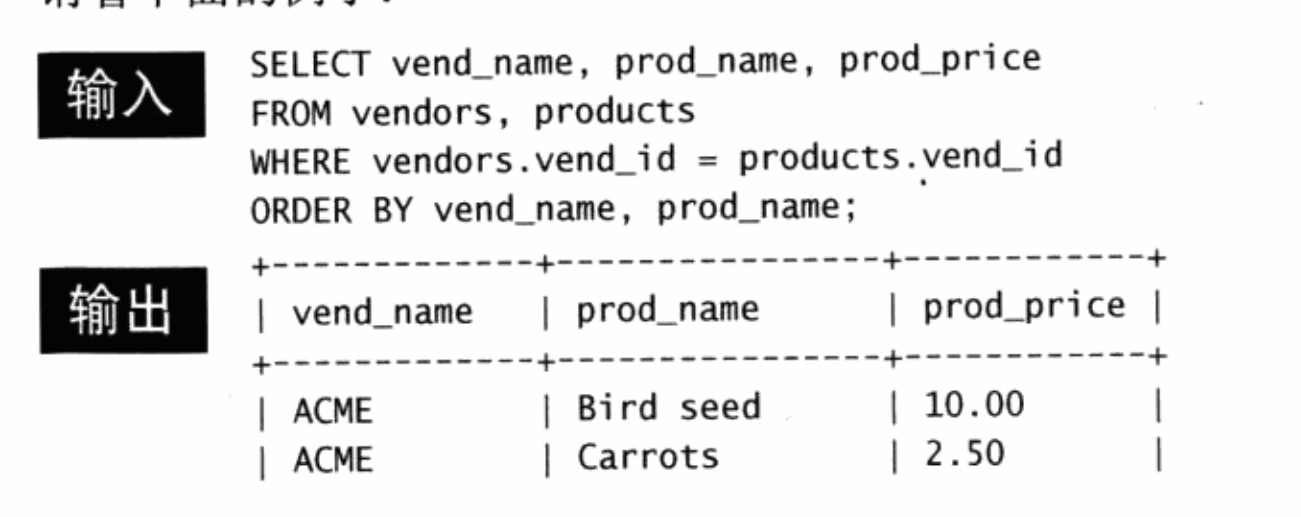 输入
SELECT vend_name, prod_name, prod_price
FROM vendors, products
WHERE vendors.vend_id = products.vend_id
ORDER BY vend_name, prod_name;
输出
+-------------+----------------+------------+
| vend_name | prod_name | prod_price |
+-------------+----------------+------------+
| ACME | Bird seed | 10.00 |
| ACME | Carrots | 2.50 |